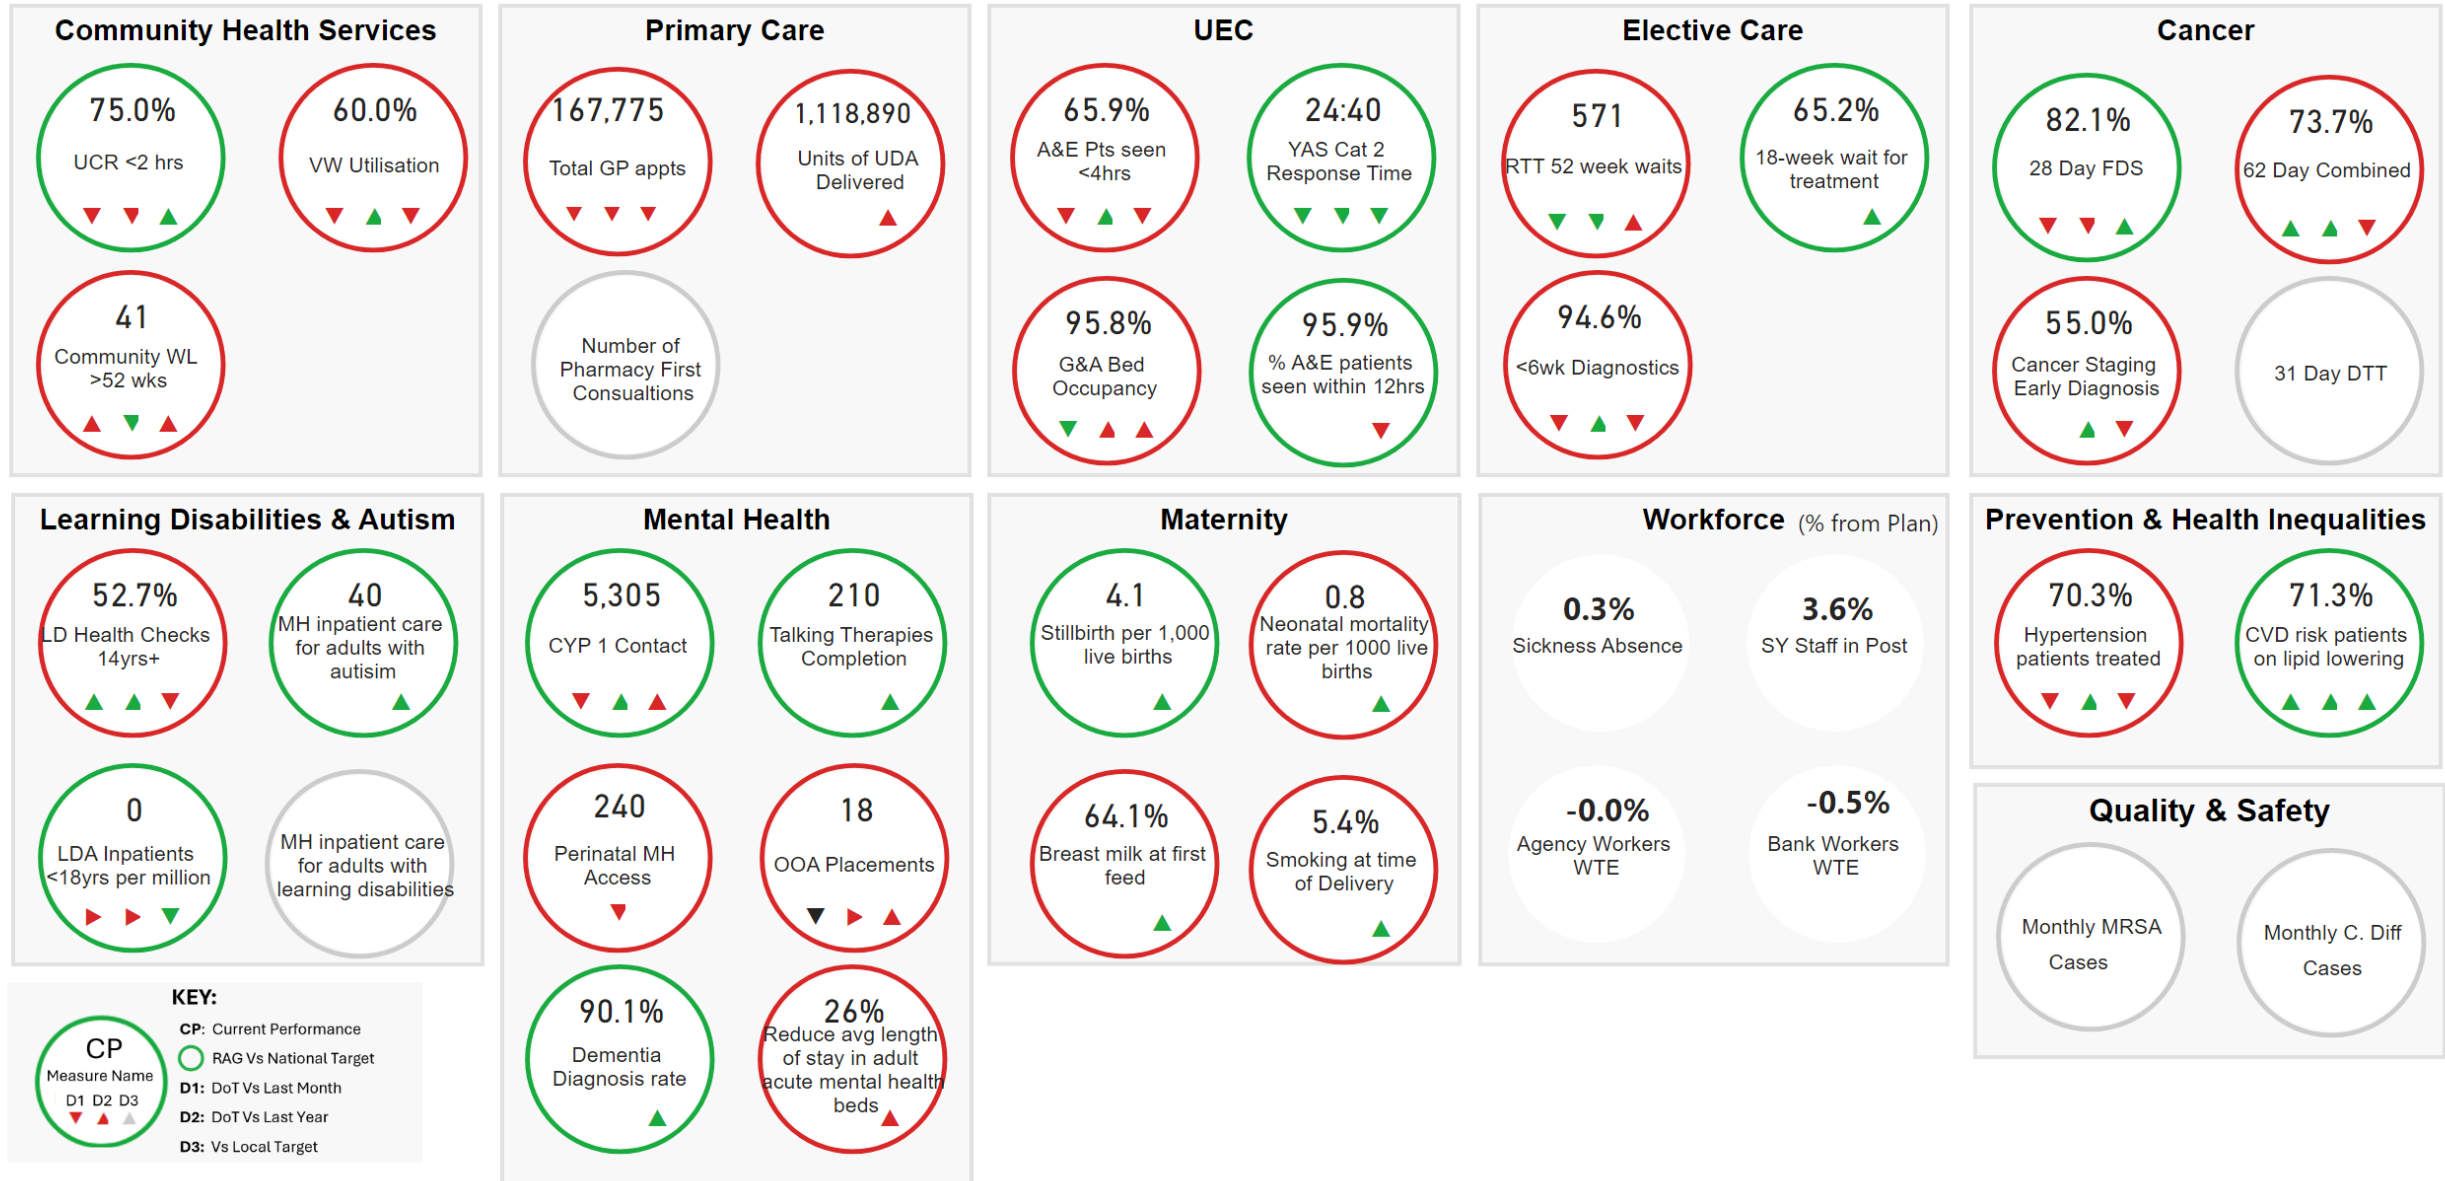 Community Health Services
75.0%
UCR <2 hrs
60.0%
VW Utilisation
41
Community WL
>52 wks
Primary Care
167,775
Total GP appts
1,118,890
Units of UDA
Delivered
Number of
Pharmacy First
Consualtions
UEC
65.9%
A&E Pts seen
<4hrs
24:40
YAS Cat 2
Response Time
95.8%
G&A Bed
Occupancy
95.9%
% A&E patients
seen within 12hrs
Elective Care
571
RTT 52 week waits
65.2%
18-week wait for
treatment
94.6%
<6wk Diagnostics
Cancer
82.1%
28 Day FDS
73.7%
62 Day Combined
55.0%
Cancer Staging
Early Diagnosis
31 Day DTT
Learning Disabilities & Autism
52.7%
LD Health Checks
14yrs+
40
MH inpatient care
for adults with
autisim
0
LDA Inpatients
<18yrs per million
MH inpatient care
for adults with
learning disabilities
Mental Health
5,305
CYP 1 Contact
210
Talking Therapies
Completion
240
Perinatal MH
Access
18
OOA Placements
90.1%
Dementia
Diagnosis rate
26%
Reduce avg length
of stay in adult
acute mental health
beds
Maternity
4.1
Stillbirth per 1,000
live births
0.8
Neonatal mortality
rate per 1000 live
births
64.1%
Breast milk at first
feed
5.4%
Smoking at time
of Delivery
Workforce (% from Plan)
0.3%
Sickness Absence
3.6%
SY Staff in Post
-0.0%
Agency Workers
WTE
-0.5%
Bank Workers
WTE
Prevention & Health Inequalities
70.3%
Hypertension
patients treated
71.3%
CVD risk patients
on lipid lowering
Quality & Safety
Monthly MRSA
Cases
Monthly C. Diff
Cases
KEY:
CP
Measure Name
D1 D2 D3
CP: Current Performance
RAG Vs National Target
D1: DoT Vs Last Month
D2: DoT Vs Last Year
D3: Vs Local Target